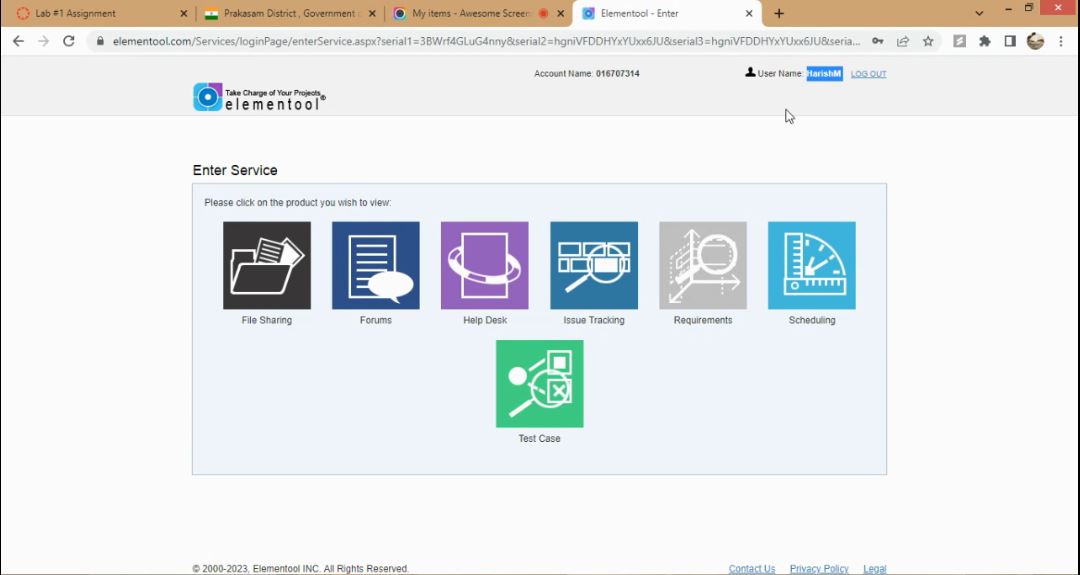 Lab #1 Assignment
Prakasam District , Government
My items - Awesome Screen
Elementool - Enter
elementool.com/Services/loginPage/enterService.aspx?serial1=3BWrf4GLuG4nny&serial2=hgniVFDDHYxYUxx6JU&serial3=hgniVFDDHYxYUxx6JU&seria...
Account Name: 016707314
User Name: HarishM LOG OUT
Take Charge of Your Projects
elementool®
Enter Service
Please click on the product you wish to view:
File Sharing
Forums
Help Desk
Issue Tracking
Requirements
Scheduling
Test Case
© 2000-2023, Elementool INC. All Rights Reserved.
Contact Us Privacy Policy Legal